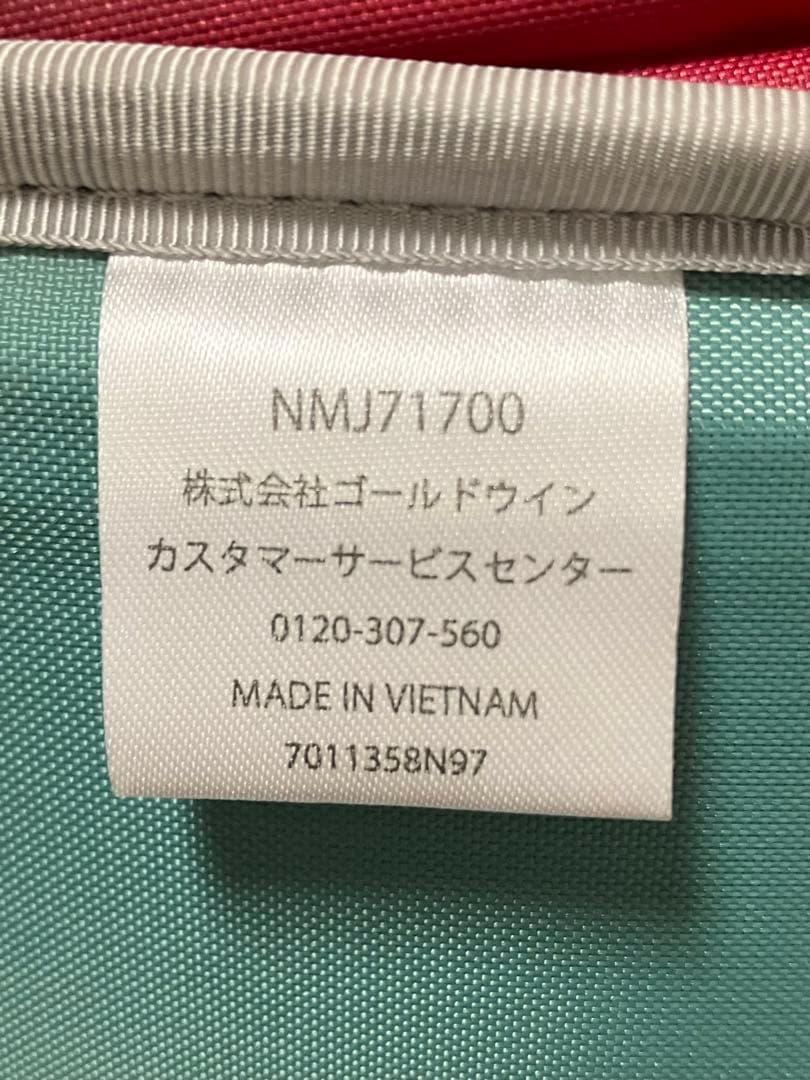 NMJ71700
株式会社ゴールドウイン
カスタマーサービスセンター
0120-307-560
MADE IN VIETNAM
7011358N97